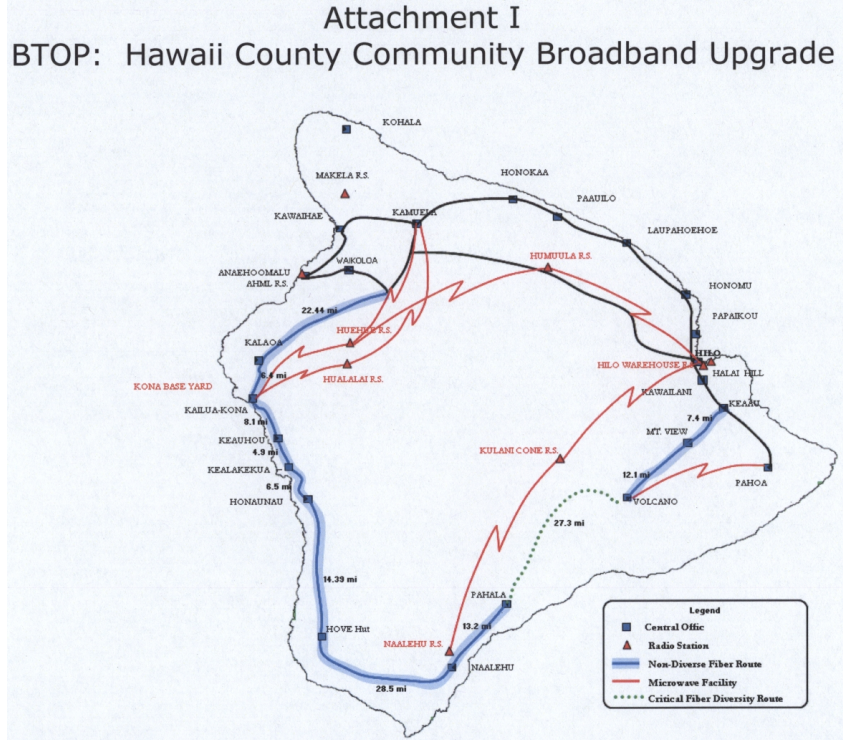 Attachment I
BTOP: Hawaii County Community Broadband Upgrade
KOHALA
MAKELA R.S.
HONOKAA
PAAUILO
KAWAIHAE
KAMUELA
LAUPAHOEHOE
WAIKOLOA
HUMUULA R.S.
ANAEHOOMALU
AHML R.S.
HONOMU
22.44 mi
PAPAIKOU
HUEHUE R.S.
KALAOA
HILO
6.4 mi
HILO WAREHOUSE R.
HALAI HILL
HUALALAI R.S.
KONA BASE YARD
KAWAILANI
KAILUA-KONA
KEAAU
8.1 mi
7.4 mi
MT. VIEW
KEAUHOU
4.9 mi
KULANI CONE R.S.
KEALAKEKUA
12.1 mi
PAHOA
6.5 mi
HONAUNAU
VOLCANO
27.3 mi
14.39 mi
PAHALA
HOVE Hut
13.2 mi
NAALEHU R.S.
NAALEHU
28.5 mi
Legend
Central Offic
Radio Station
Non-Diverse Fiber Route
Microwave Facility
Critical Fiber Diversity Route